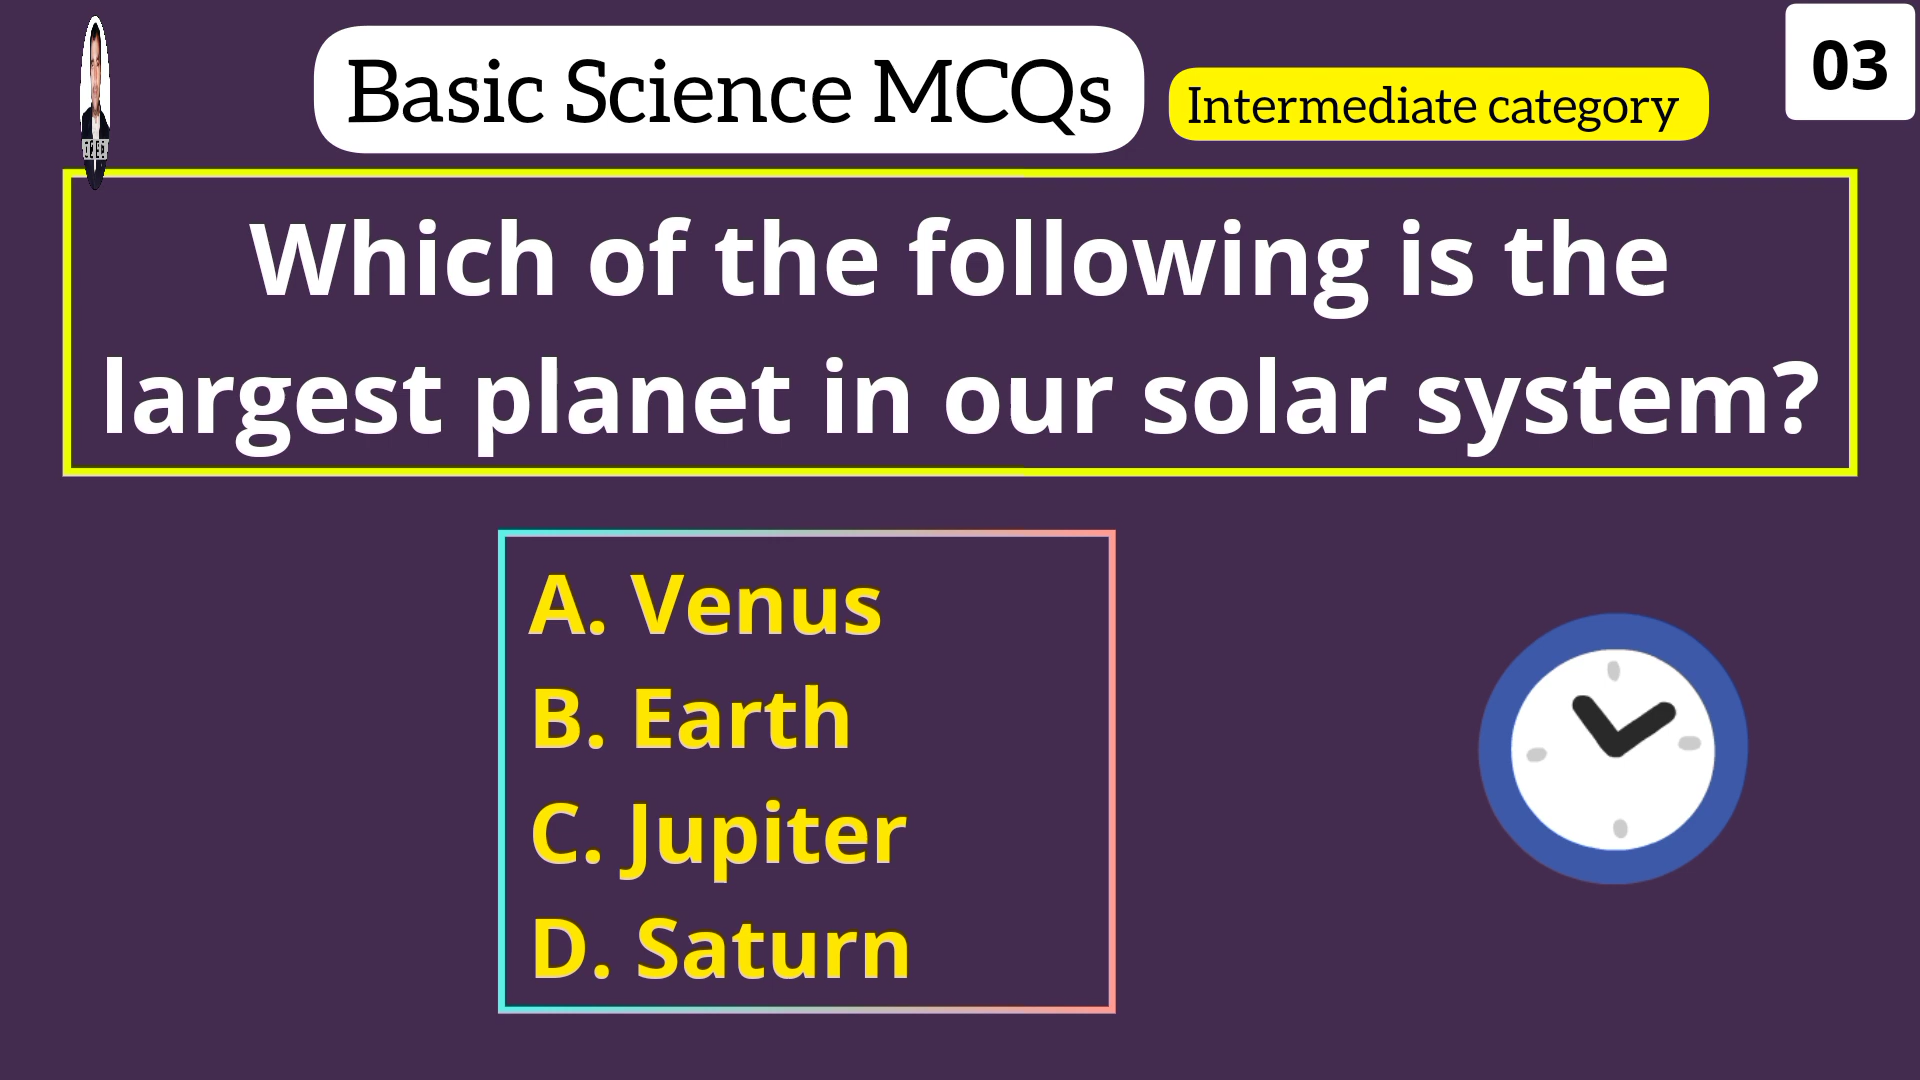 Basic Science MCQs
Intermediate category
03
Which of the following is the
largest planet in our solar system?
A. Venus
B. Earth
C. Jupiter
D. Saturn